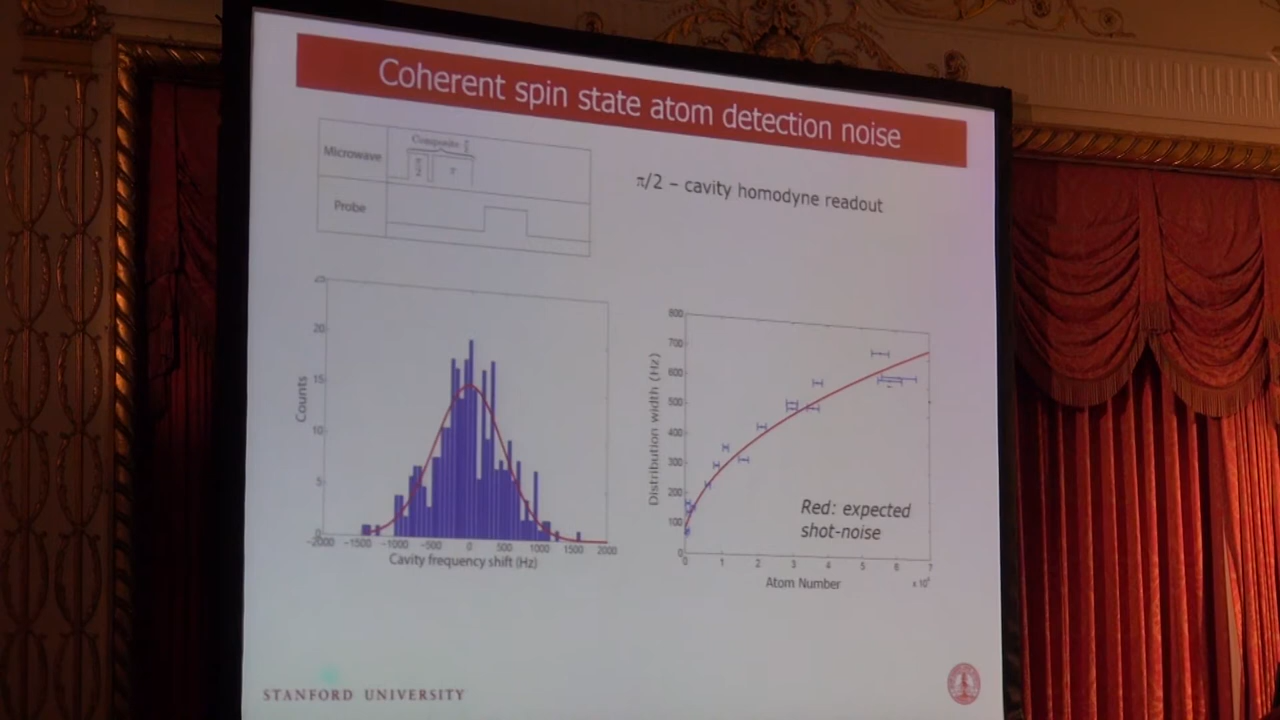 Coherent spin state atom detection noise
Microwave
Composite
Probe
π/2 – cavity homodyne readout
20
15
10
5
0
Counts
-2000 -1500 -1000 -500 0 500 1000 1500 2000
Cavity frequency shift (Hz)
800
700
600
500
400
300
200
100
0
Distribution width (Hz)
Red: expected
shot-noise
0 1 2 3 4 5 6 7
Atom Number
STANFORD UNIVERSITY